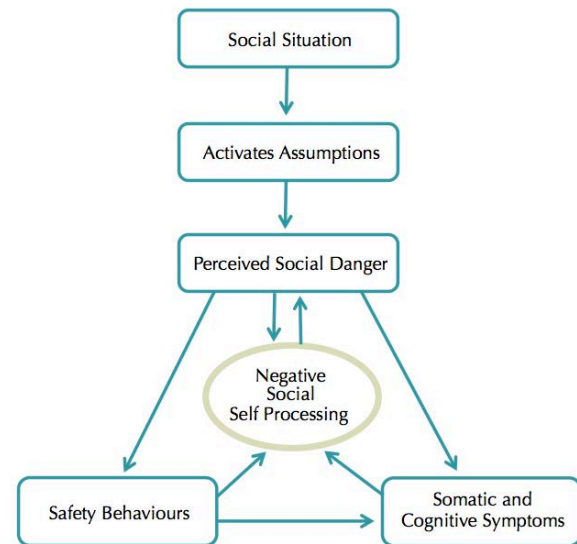 Social Situation
Activates Assumptions
Perceived Social Danger
Negative
Social
Self Processing
Safety Behaviours
Somatic and
Cognitive Symptoms